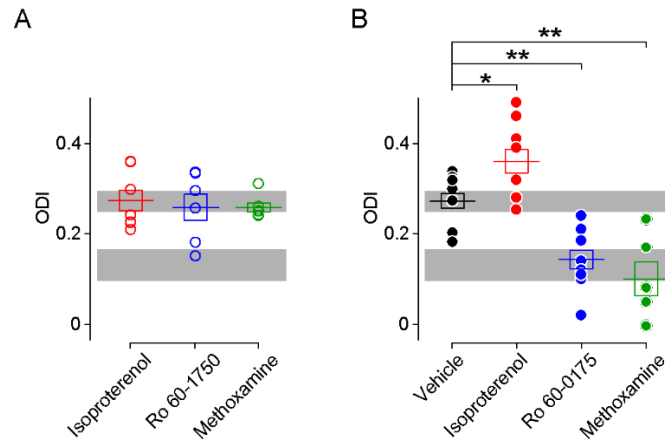 A
ODI
0.4
0.2
0
Isoproterenol
Ro 60-1750
Methoxamine
B
**
**
*
ODI
0.4
0.2
0
Vehicle
Isoproterenol
Ro 60-0175
Methoxamine